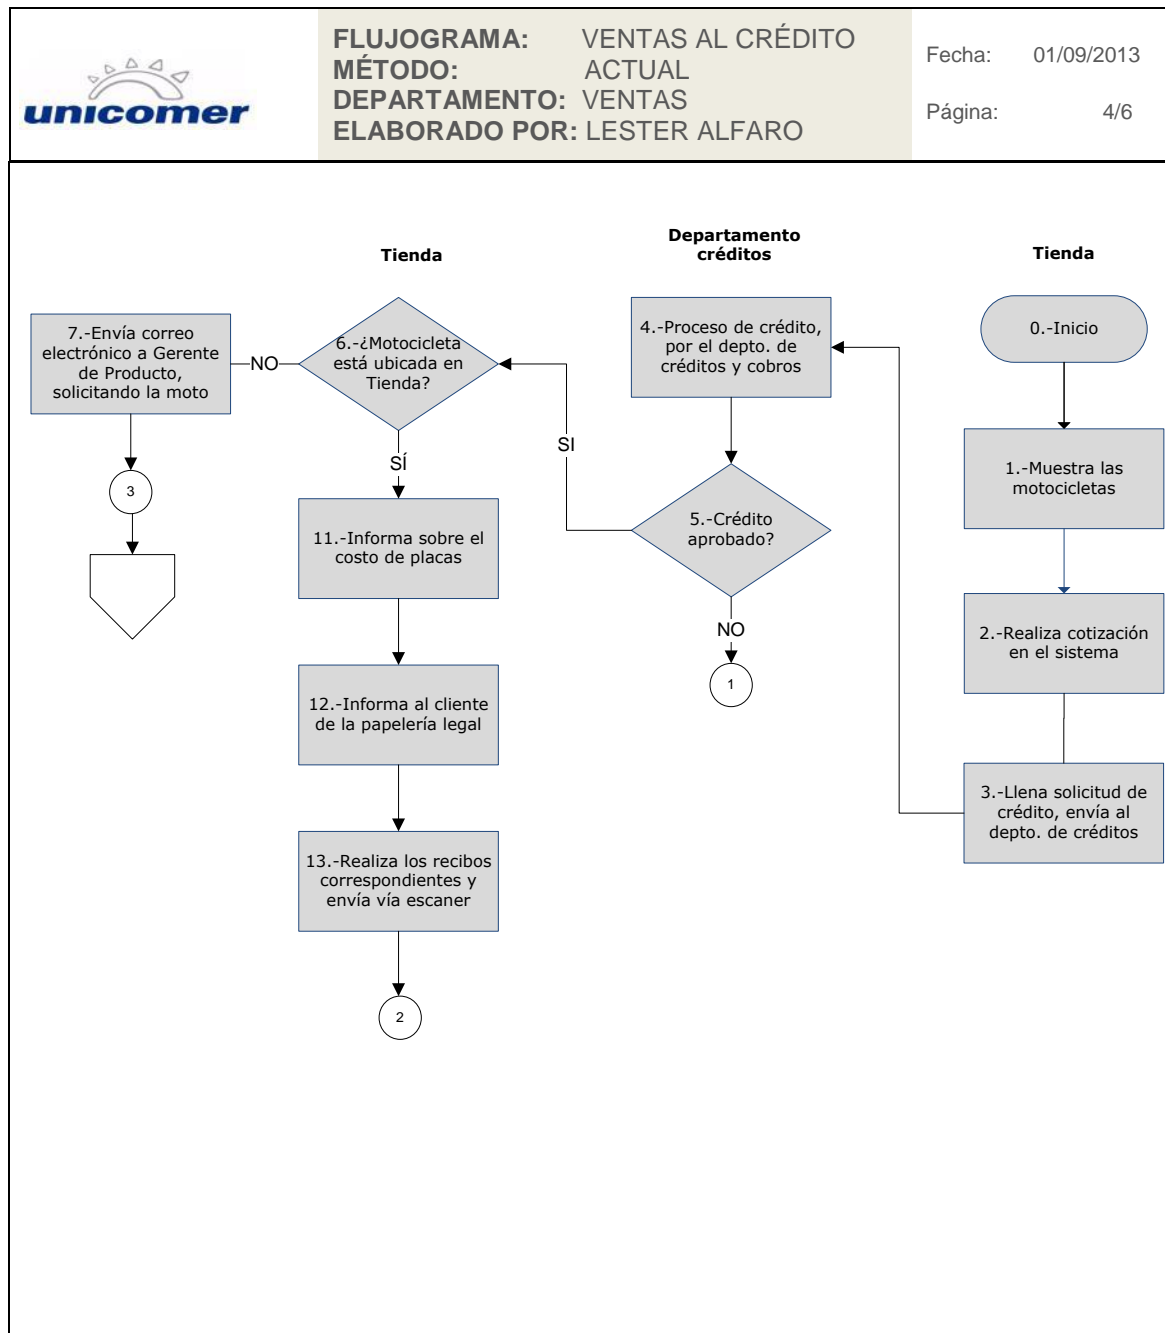 unicomer
FLUJOGRAMA: VENTAS AL CRÉDITO
MÉTODO: ACTUAL
DEPARTAMENTO: VENTAS
ELABORADO POR: LESTER ALFARO
Fecha: 01/09/2013
Página: 4/6
Tienda
Departamento
créditos
Tienda
7.-Envía correo
electrónico a Gerente
de Producto,
solicitando la moto
NO
6.-¿Motocicleta
está ubicada en
Tienda?
4.-Proceso de crédito,
por el depto. de
créditos y cobros
0.-Inicio
SI
SÍ
3
1.-Muestra las
motocicletas
11.-Informa sobre el
costo de placas
5.-Crédito
aprobado?
NO
2.-Realiza cotización
en el sistema
12.-Informa al cliente
de la papelería legal
1
3.-Llena solicitud de
crédito, envía al
depto. de créditos
13.-Realiza los recibos
correspondientes y
envía vía escaner
2